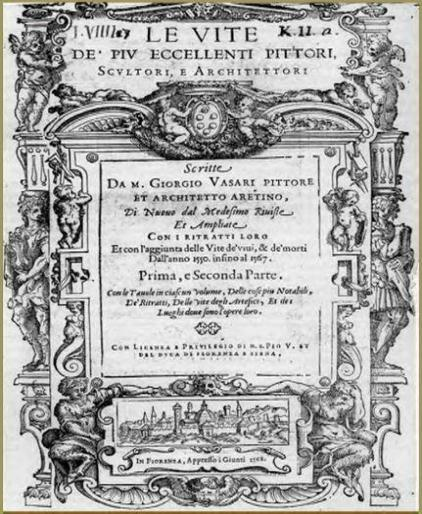 LE VITE K.II a.
DE' PIV ECCELLENTI PITTORI,
SCVLTORI, E ARCHITETTORI
Scritte
DA M. GIORGIO VASARI PITTORE
ET ARCHITETTO ARETINO,
Di Nuovo dal Medesimo Riviste
Et Ampliate
CON I RITRATTI LORO
Et con l'aggiunta delle Vite de' viui, & de' morti
Dall'anno 1550. insino al 1567.
Prima, e Seconda Parte.
Con le Tauole in ciascun volume, Delle cose piu Notabili,
De' Ritratti, Delle vite degli Artefici, Et dei
Luoghi doue sono l'opere loro.
CON LICENZA E PRIVILEGIO DI N. S. PIO V. ET
DEL DVCA DI FIORENZA E SIENA,
IN FIORENZA, Appresso i Giunti 1568.